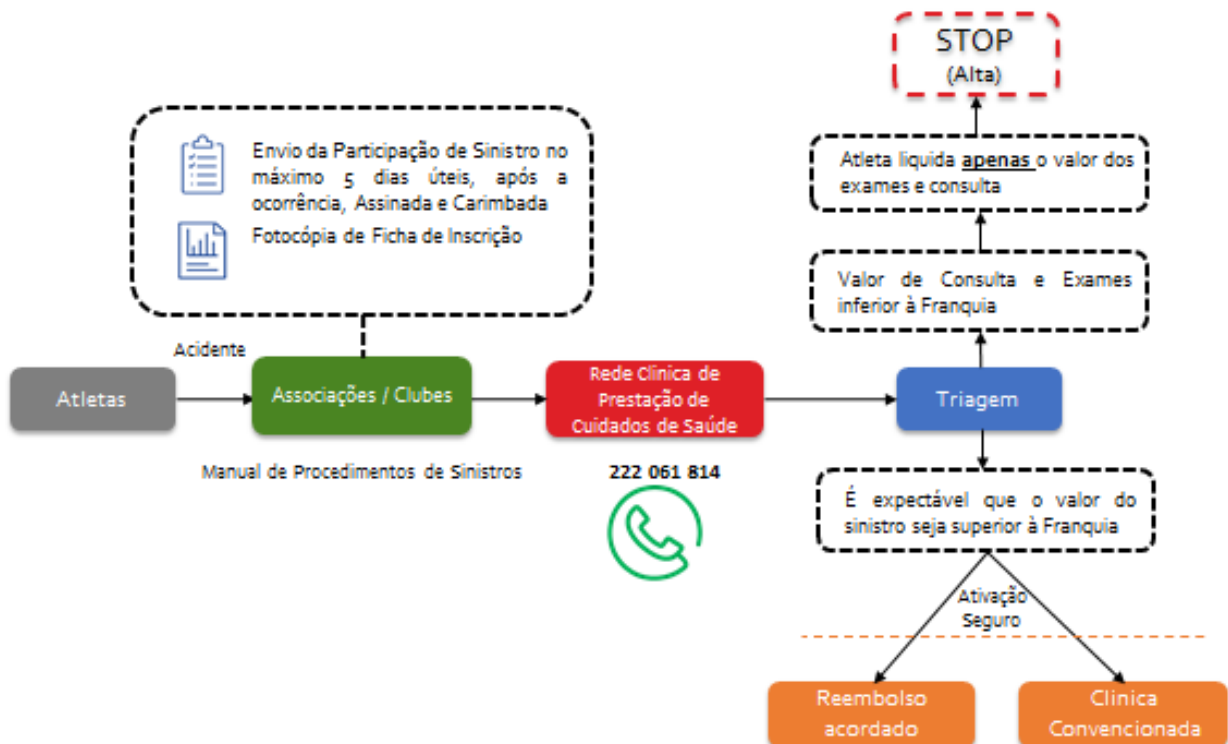 STOP
(Alta)
Envio da Participação de Sinistro no
máximo 5 dias úteis, após a
ocorrência, Assinada e Carimbada
Fotocópia de Ficha de Inscrição
Atleta liquida apenas o valor dos
exames e consulta
Valor de Consulta e Exames
inferior à Franquia
Acidente
Atletas
Associações / Clubes
Rede Clinica de
Prestação de
Cuidados de Saúde
Triagem
Manual de Procedimentos de Sinistros
222 061 814
É expectável que o valor do
sinistro seja superior à Franquia
Ativação
Seguro
Reembolso
acordado
Clinica
Convencionada